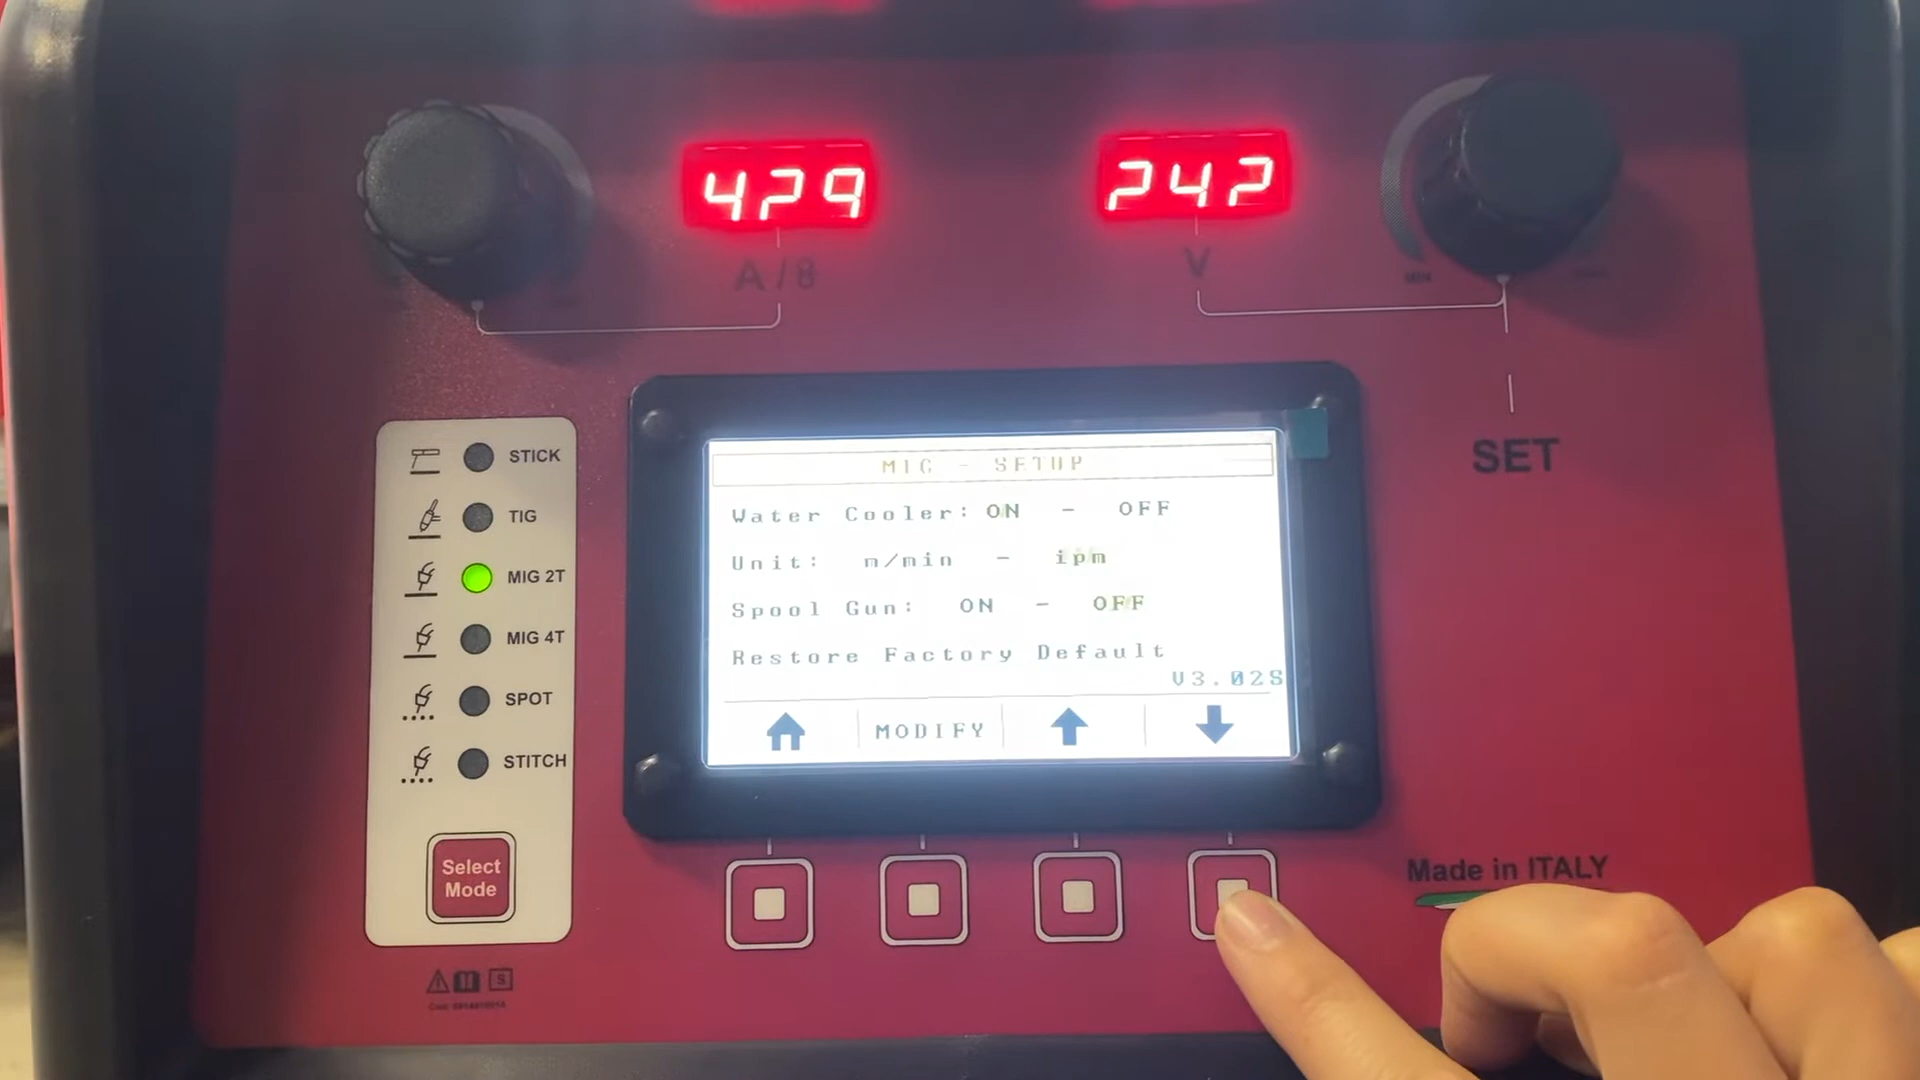 429
242
A / 8
V
SET
STICK
TIG
MIG 2T
MIG 4T
SPOT
STITCH
Select
Mode
MIG - SETUP
Water Cooler: ON - OFF
Unit: m/min - ipm
Spool Gun: ON - OFF
Restore Factory Default
V3.02S
MODIFY
Made in ITALY
S